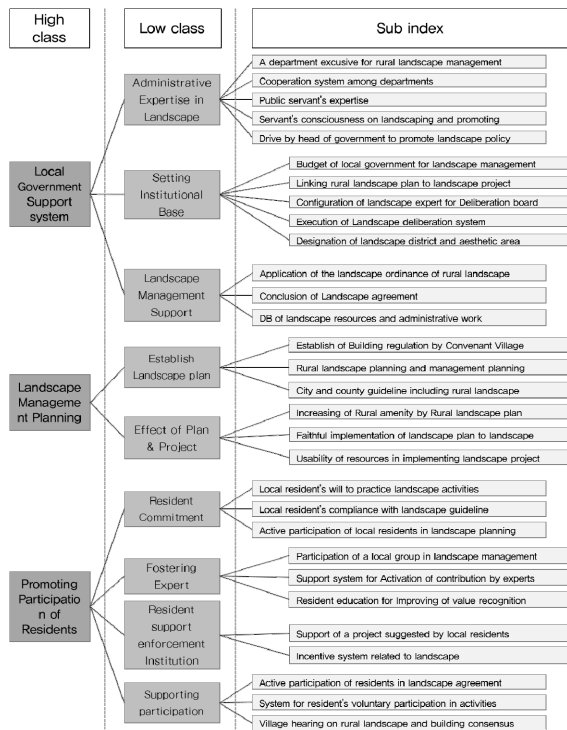 High
class
Low class
Sub index
Local
Government
Support
system
Administrative
Expertise in
Landscape
A department excusive for rural landscape management
Cooperation system among departments
Public servant's expertise
Servant's consciousness on landscaping and promoting
Drive by head of government to promote landscape policy
Setting
Institutional
Base
Budget of local government for landscape management
Linking rural landscape plan to landscape project
Configuration of landscape expert for Deliberation board
Execution of Landscape deliberation system
Designation of landscape district and aesthetic area
Landscape
Management
Support
Application of the landscape ordinance of rural landscape
Conclusion of Landscape agreement
DB of landscape resources and administrative work
Landscape
Manageme
nt Planning
Establish
Landscape plan
Establish of Building regulation by Convenant Village
Rural landscape planning and management planning
City and county guideline including rural landscape
Effect of Plan
& Project
Increasing of Rural amenity by Rural landscape plan
Faithful implementation of landscape plan to landscape
Usability of resources in implementing landscape project
Promoting
Participatio
n of
Residents
Resident
Commitment
Local resident's will to practice landscape activities
Local resident's compliance with landscape guideline
Active participation of local residents in landscape planning
Fostering
Expert
Participation of a local group in landscape management
Support system for Activation of contribution by experts
Resident education for Improving of value recognition
Resident
support
enforcement
Institution
Support of a project suggested by local residents
Incentive system related to landscape
Supporting
participation
Active participation of residents in landscape agreement
System for resident's voluntary participation in activities
Village hearing on rural landscape and building consensus